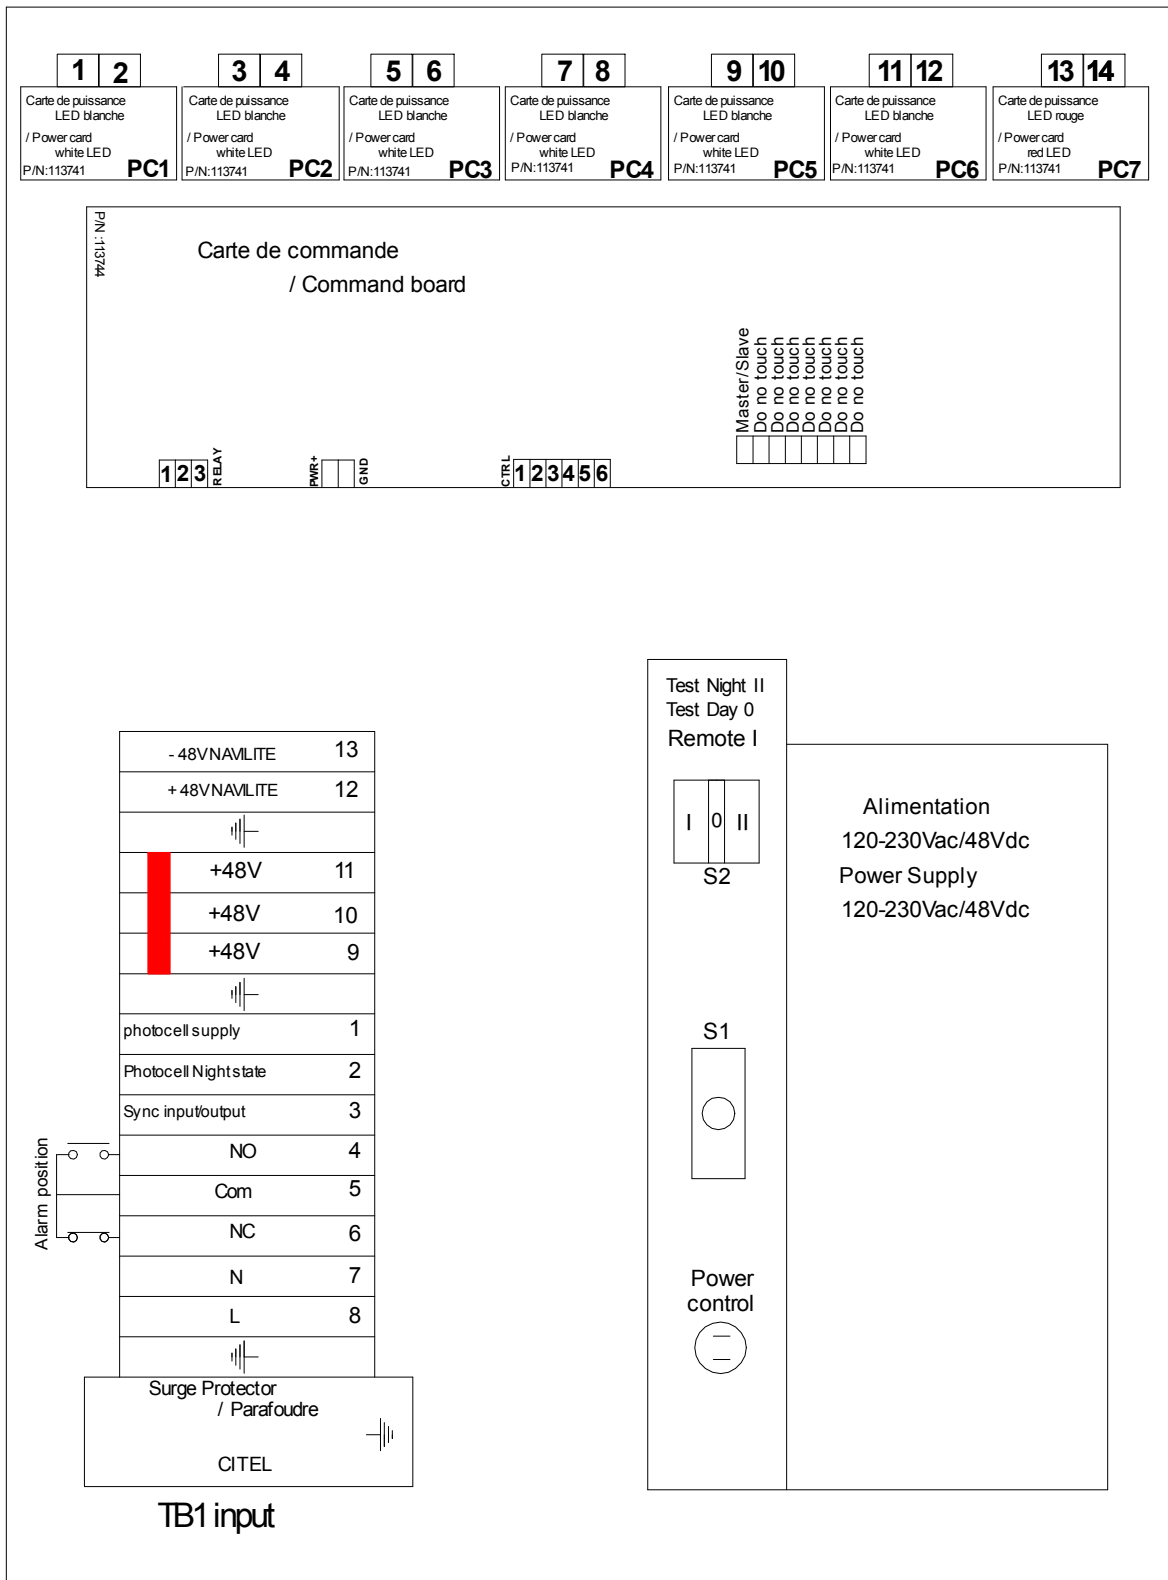 1 2 3 4 5 6 7 8 9 10 11 12 13 14
Carte de puissance
LED blanche
/ Power card
white LED
P/N:113741 PC1
Carte de puissance
LED blanche
/ Power card
white LED
P/N:113741 PC2
Carte de puissance
LED blanche
/ Power card
white LED
P/N:113741 PC3
Carte de puissance
LED blanche
/ Power card
white LED
P/N:113741 PC4
Carte de puissance
LED blanche
/ Power card
white LED
P/N:113741 PC5
Carte de puissance
LED blanche
/ Power card
white LED
P/N:113741 PC6
Carte de puissance
LED rouge
/ Power card
red LED
P/N:113741 PC7
P/N :113744
Carte de commande
/ Command board
Master/Slave
Do no touch
Do no touch
Do no touch
Do no touch
Do no touch
Do no touch
Do no touch
1 2 3 RELAY
PWR+ GND
CTRL 1 2 3 4 5 6
- 48V NAVILITE 13
+ 48V NAVILITE 12
+48V 11
+48V 10
+48V 9
photocell supply 1
Photocell Night state 2
Sync input/output 3
NO 4
Com 5
NC 6
N 7
L 8
Alarm position
Surge Protector
/ Parafoudre
CITEL
TB1 input
Test Night II
Test Day 0
Remote I
I 0 II
S2
S1
Power
control
Alimentation
120-230Vac/48Vdc
Power Supply
120-230Vac/48Vdc